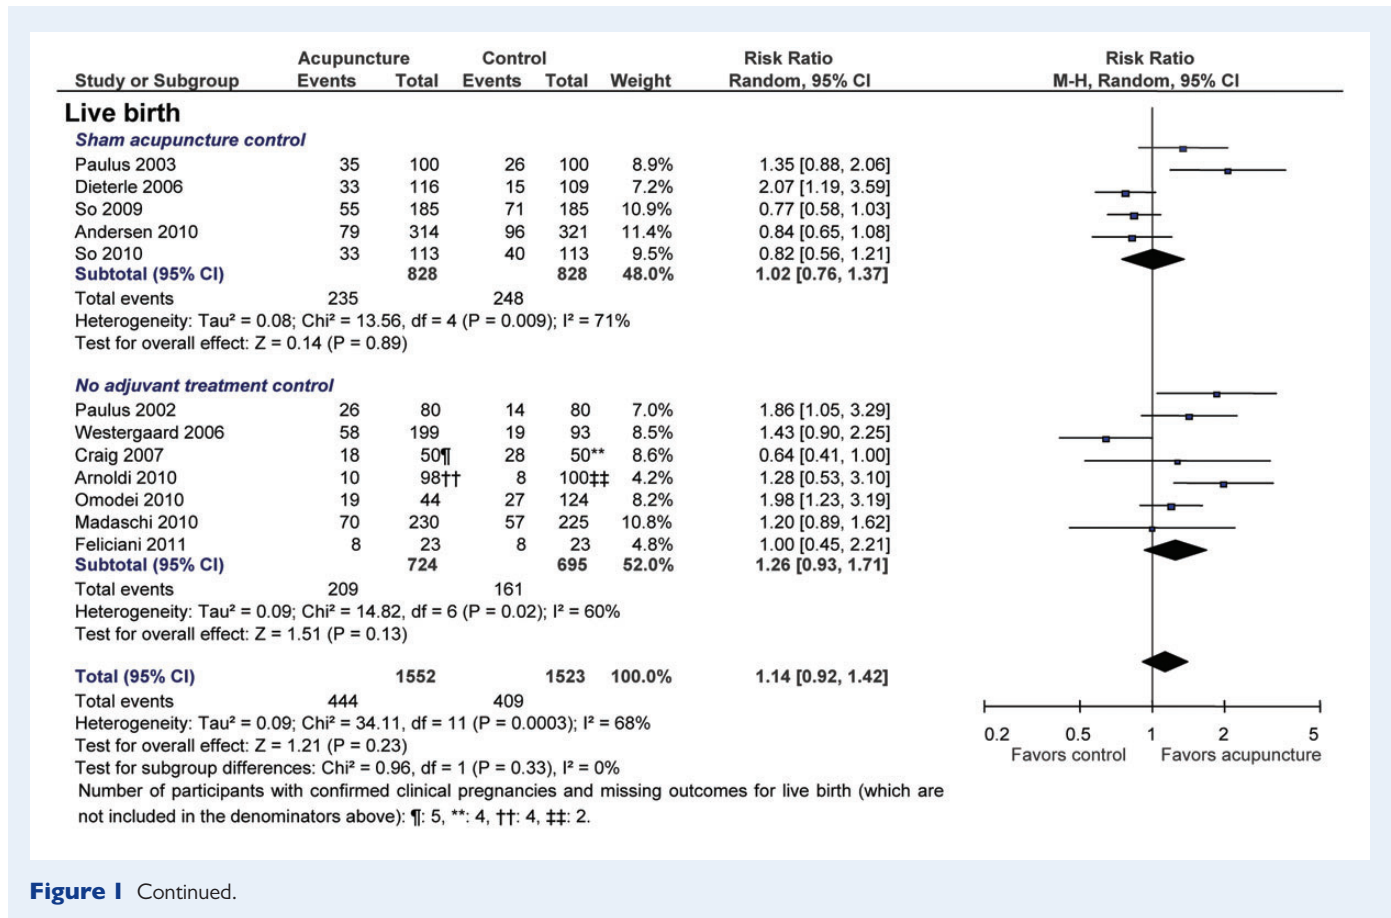 Acupuncture Control Risk Ratio Risk Ratio
Study or Subgroup Events Total Events Total Weight Random, 95% CI M-H, Random, 95% CI
Live birth
Sham acupuncture control
Paulus 2003 35 100 26 100 8.9% 1.35 [0.88, 2.06]
Dieterle 2006 33 116 15 109 7.2% 2.07 [1.19, 3.59]
So 2009 55 185 71 185 10.9% 0.77 [0.58, 1.03]
Andersen 2010 79 314 96 321 11.4% 0.84 [0.65, 1.08]
So 2010 33 113 40 113 9.5% 0.82 [0.56, 1.21]
Subtotal (95% CI) 828 828 48.0% 1.02 [0.76, 1.37]
Total events 235 248
Heterogeneity: Tau² = 0.08; Chi² = 13.56, df = 4 (P = 0.009); I² = 71%
Test for overall effect: Z = 0.14 (P = 0.89)
No adjuvant treatment control
Paulus 2002 26 80 14 80 7.0% 1.86 [1.05, 3.29]
Westergaard 2006 58 199 19 93 8.5% 1.43 [0.90, 2.25]
Craig 2007 18 50¶ 28 50** 8.6% 0.64 [0.41, 1.00]
Arnoldi 2010 10 98†† 8 100‡‡ 4.2% 1.28 [0.53, 3.10]
Omodei 2010 19 44 27 124 8.2% 1.98 [1.23, 3.19]
Madaschi 2010 70 230 57 225 10.8% 1.20 [0.89, 1.62]
Feliciani 2011 8 23 8 23 4.8% 1.00 [0.45, 2.21]
Subtotal (95% CI) 724 695 52.0% 1.26 [0.93, 1.71]
Total events 209 161
Heterogeneity: Tau² = 0.09; Chi² = 14.82, df = 6 (P = 0.02); I² = 60%
Test for overall effect: Z = 1.51 (P = 0.13)
Total (95% CI) 1552 1523 100.0% 1.14 [0.92, 1.42]
Total events 444 409
Heterogeneity: Tau² = 0.09; Chi² = 34.11, df = 11 (P = 0.0003); I² = 68%
Test for overall effect: Z = 1.21 (P = 0.23)
Test for subgroup differences: Chi² = 0.96, df = 1 (P = 0.33), I² = 0%
0.2 0.5 1 2 5
Favors control Favors acupuncture
Number of participants with confirmed clinical pregnancies and missing outcomes for live birth (which are
not included in the denominators above): ¶: 5, **: 4, ††: 4, ‡‡: 2.
Figure 1 Continued.